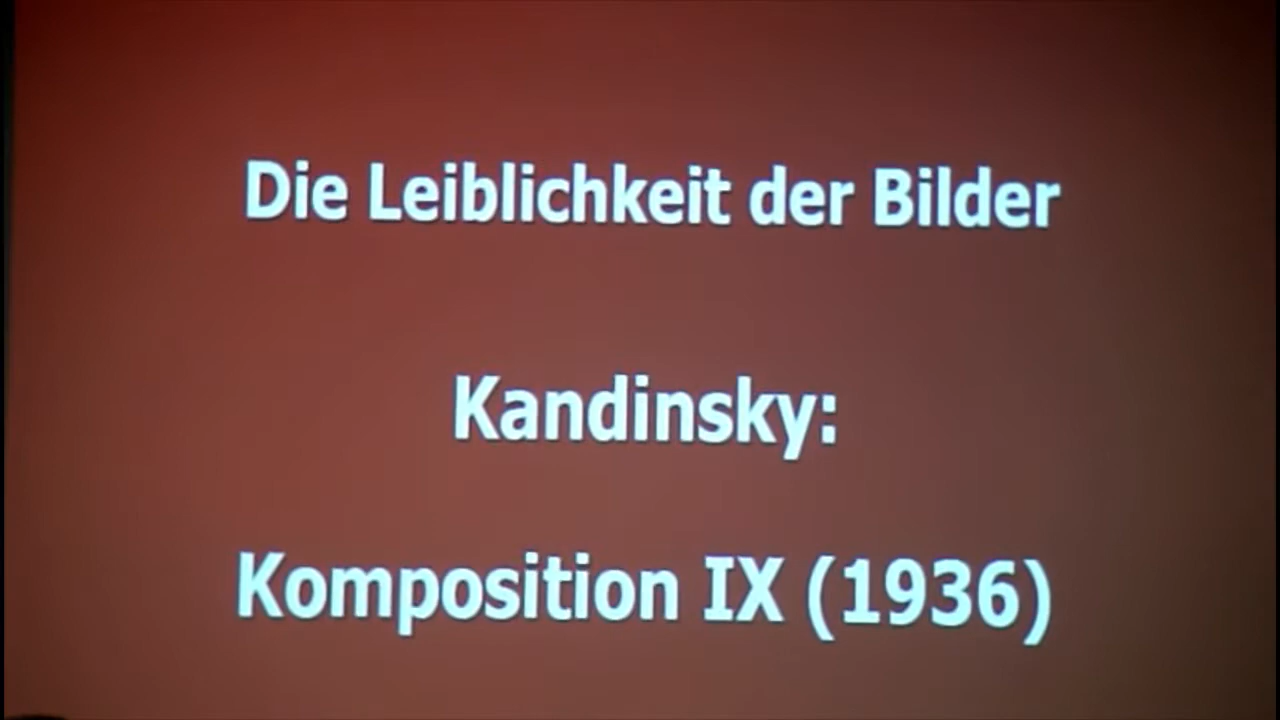 Die Leiblichkeit der Bilder
Kandinsky:
Komposition IX (1936)